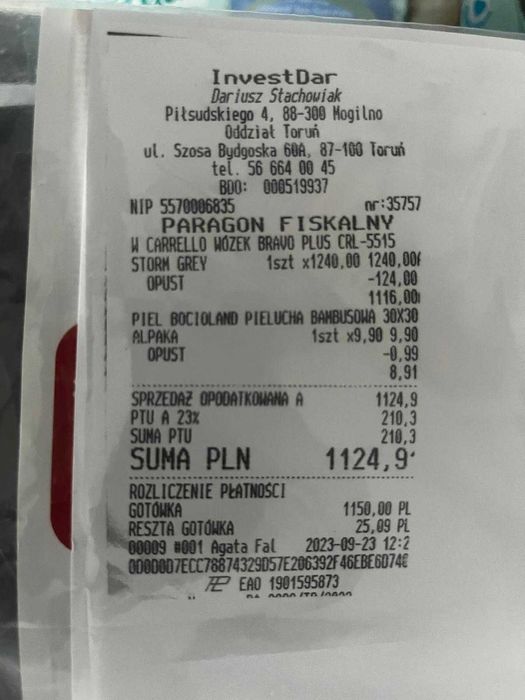 InvestDar
Dariusz Stachowiak
Piłsudskiego 4, 88-300 Mogilno
Oddział Toruń
ul. Szosa Bydgoska 60A, 87-100 Toruń
tel. 56 664 00 45
BDO: 000519937
NIP 5570006835 nr:35757
PARAGON FISKALNY
W CARRELLO WÓZEK BRAVO PLUS CRL-5515
STORM GREY 1szt x1240,00 1240,00
OPUST -124,00
1116,00
PIEL BOCIOLAND PIELUCHA BAMBUSOWA 30X30
ALPAKA 1szt x9,90 9,90
OPUST -0,99
8,91
SPRZEDAŻ OPODATKOWANA A 1124,9
PTU A 23% 210,3
SUMA PTU 210,3
SUMA PLN 1124,9
ROZLICZENIE PŁATNOŚCI
GOTÓWKA 1150,00 PL
RESZTA GOTÓWKA 25,09 PL
00009 #001 Agata Fal 2023-09-23 12:2
EAO 1901595873